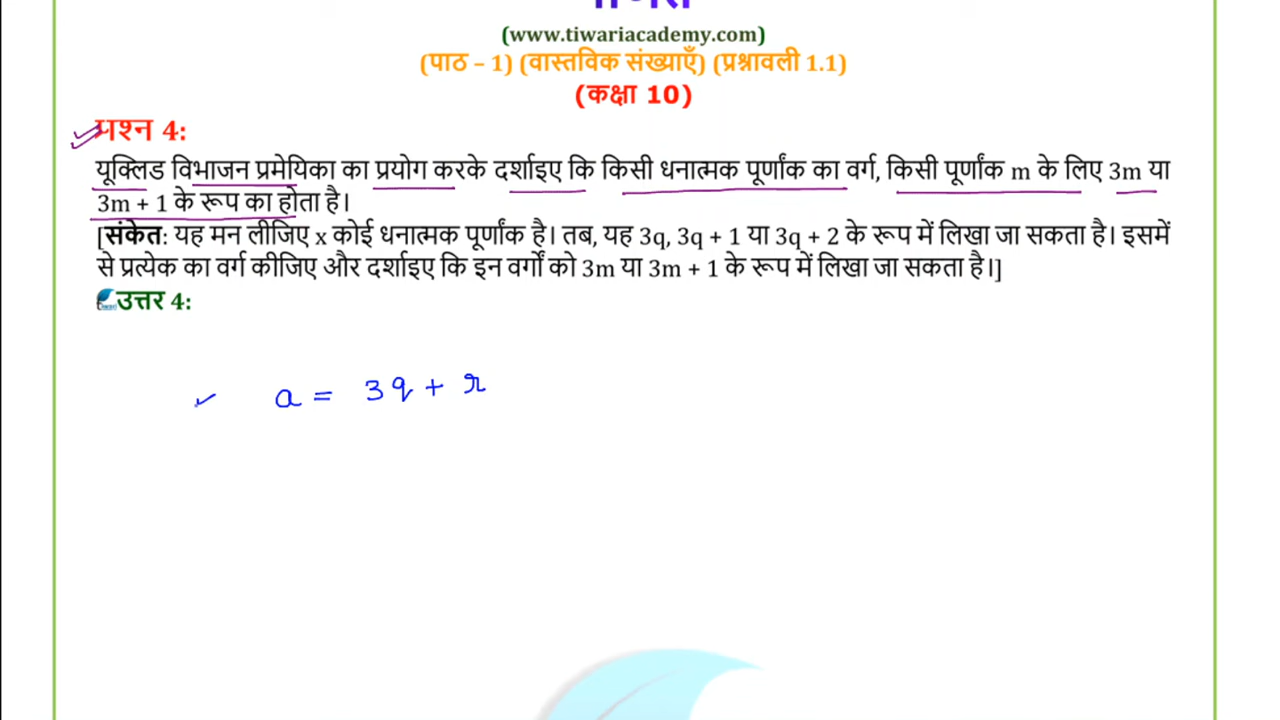 गणित
(www.tiwariacademy.com)
(पाठ – 1) (वास्तविक संख्याएँ) (प्रश्नावली 1.1)
(कक्षा 10)
प्रश्न 4:
यूक्लिड विभाजन प्रमेयिका का प्रयोग करके दर्शाइए कि किसी धनात्मक पूर्णांक का वर्ग, किसी पूर्णांक m के लिए 3m या
3m + 1 के रूप का होता है।
[संकेत: यह मन लीजिए x कोई धनात्मक पूर्णांक है। तब, यह 3q, 3q + 1 या 3q + 2 के रूप में लिखा जा सकता है। इसमें
से प्रत्येक का वर्ग कीजिए और दर्शाइए कि इन वर्गों को 3m या 3m + 1 के रूप में लिखा जा सकता है।]
उत्तर 4:
a = 3q + r